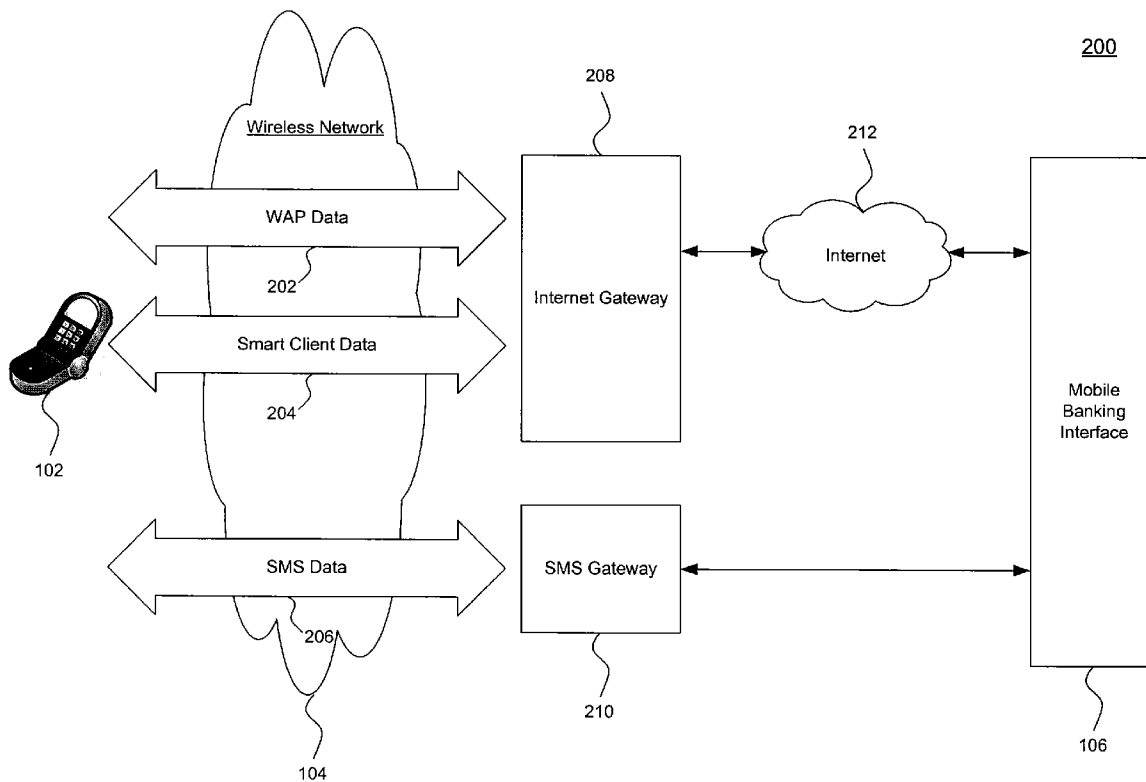 200
208
Wireless Network
212
WAP Data
Internet
202
Internet Gateway
Smart Client Data
204
Mobile
Banking
Interface
102
SMS Data
SMS Gateway
206
210
106
104